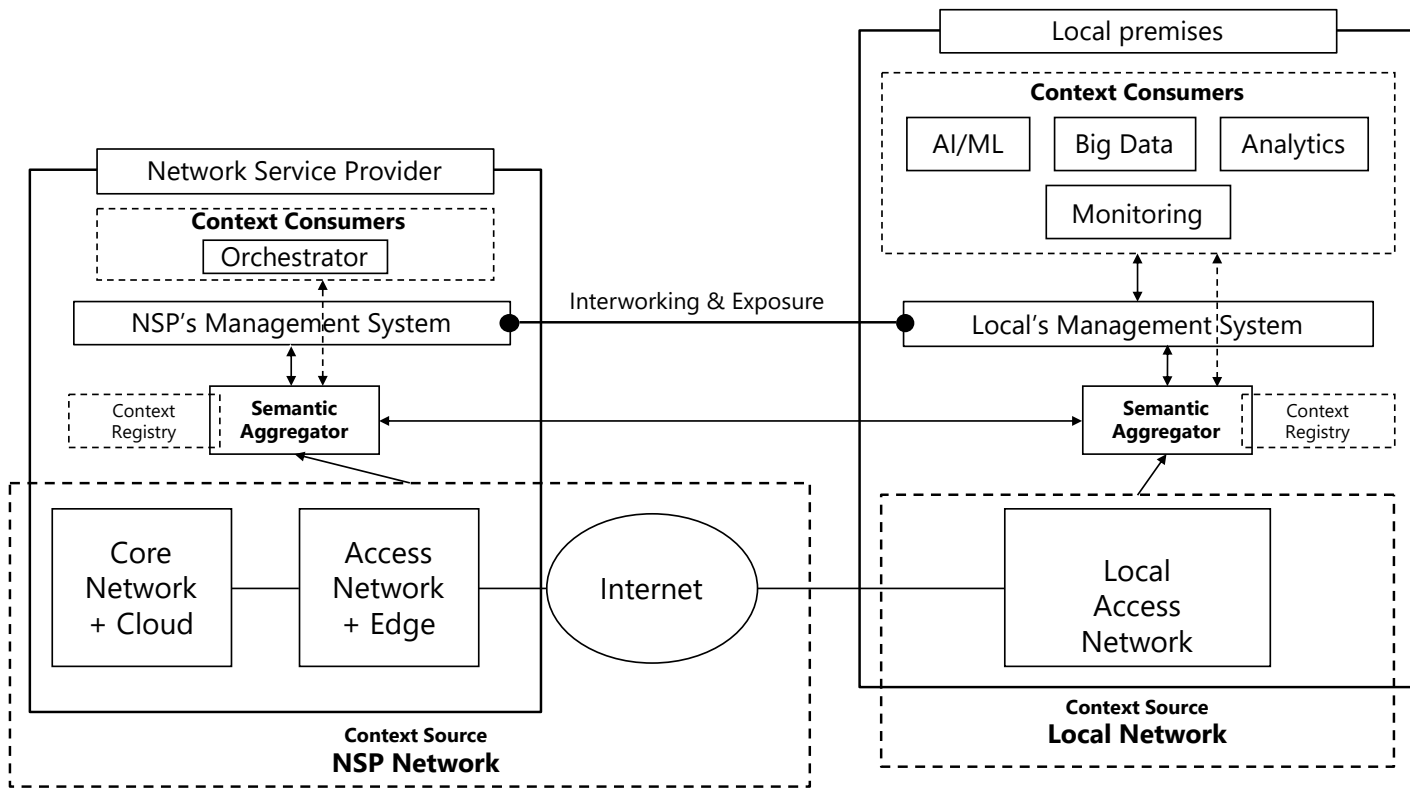 Local premises
Context Consumers
AI/ML
Big Data
Analytics
Monitoring
Network Service Provider
Context Consumers
Orchestrator
NSP's Management System
Interworking & Exposure
Local's Management System
Context
Registry
Semantic
Aggregator
Semantic
Aggregator
Context
Registry
Core
Network
+ Cloud
Access
Network
+ Edge
Internet
Local
Access
Network
Context Source
NSP Network
Context Source
Local Network